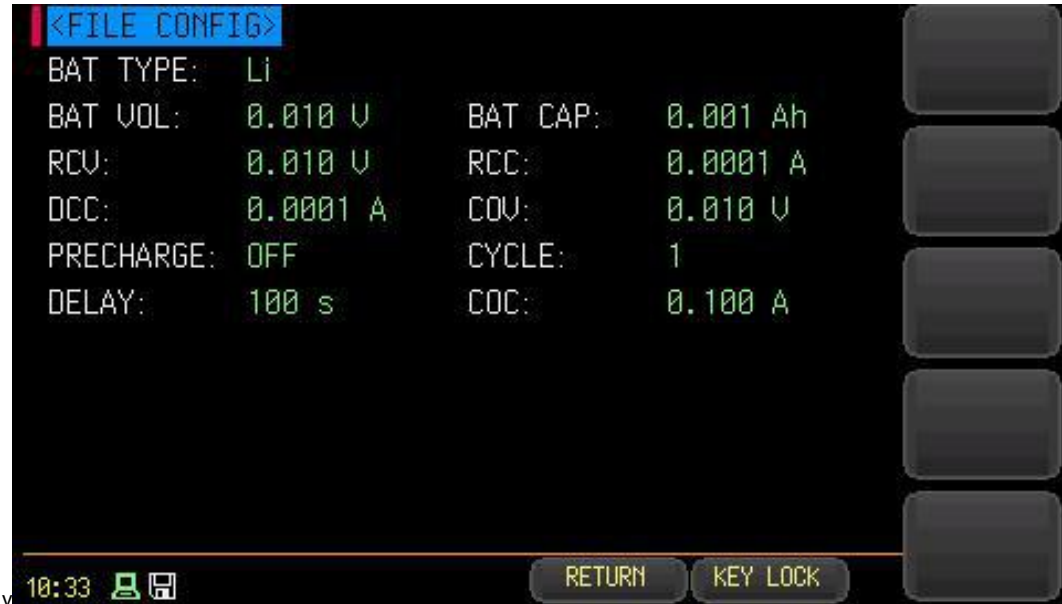 <FILE CONFIG>
BAT TYPE: Li
BAT VOL: 0.010 V BAT CAP: 0.001 Ah
RCV: 0.010 V RCC: 0.0001 A
DCC: 0.0001 A COV: 0.010 V
PRECHARGE: OFF CYCLE: 1
DELAY: 100 s COC: 0.100 A
RETURN KEY LOCK
10:33
v